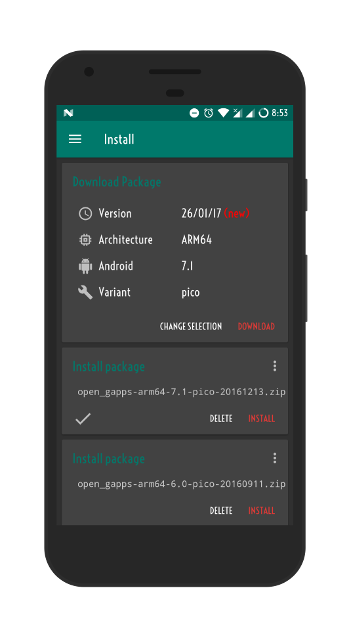 8:53
Install
Download Package
Version 26/01/17 (new)
Architecture ARM64
Android 7.1
Variant pico
CHANGE SELECTION DOWNLOAD
Install package
open_gapps-arm64-7.1-pico-20161213.zip
DELETE INSTALL
Install package
open_gapps-arm64-6.0-pico-20160911.zip
DELETE INSTALL